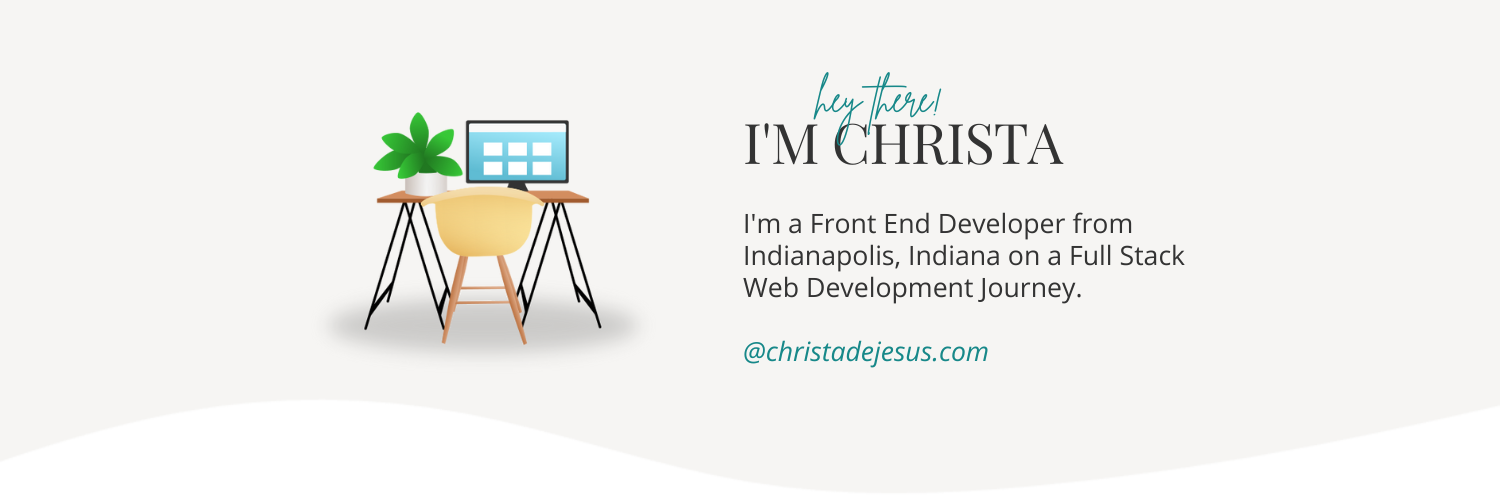 hey there!
I'M CHRISTA
I'm a Front End Developer from
Indianapolis, Indiana on a Full Stack
Web Development Journey.
@christadejesus.com